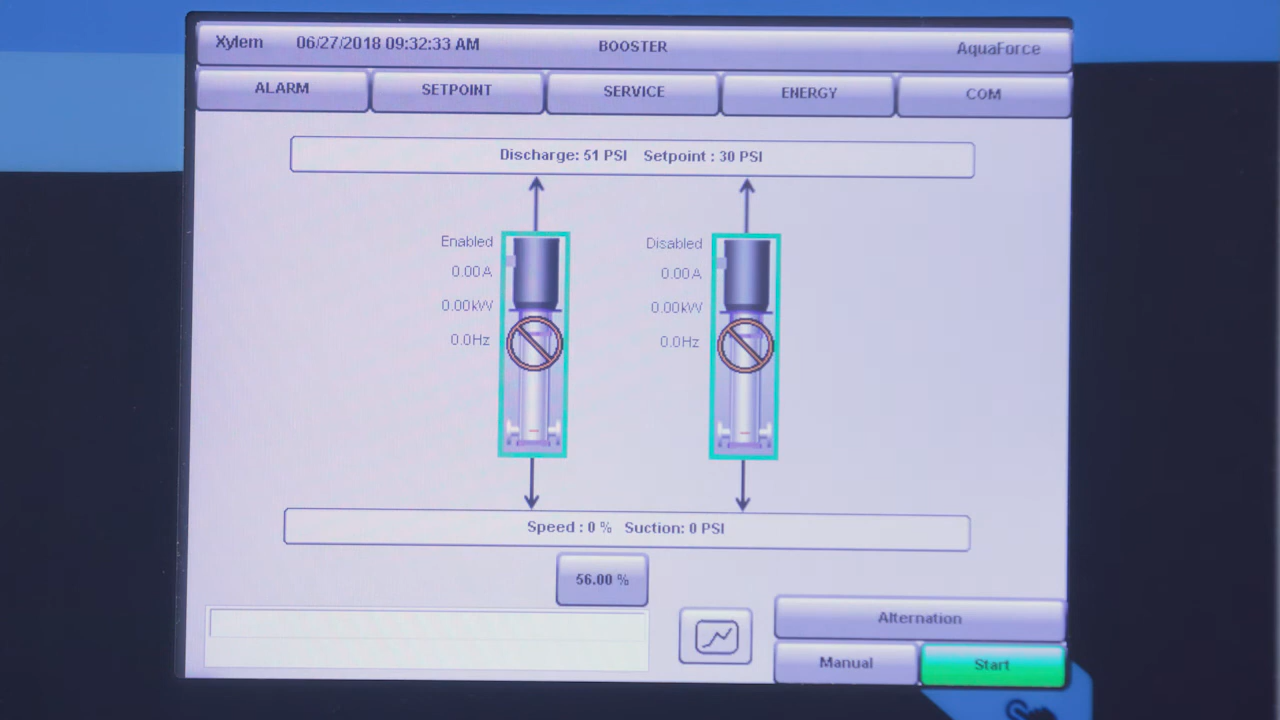 Xylem 06/27/2018 09:32:33 AM BOOSTER AquaForce
ALARM SETPOINT SERVICE ENERGY COM
Discharge: 51 PSI Setpoint : 30 PSI
Enabled Disabled
0.00A 0.00A
0.00kW 0.00kW
0.0Hz 0.0Hz
Speed : 0 % Suction: 0 PSI
56.00 %
Alternation
Manual Start